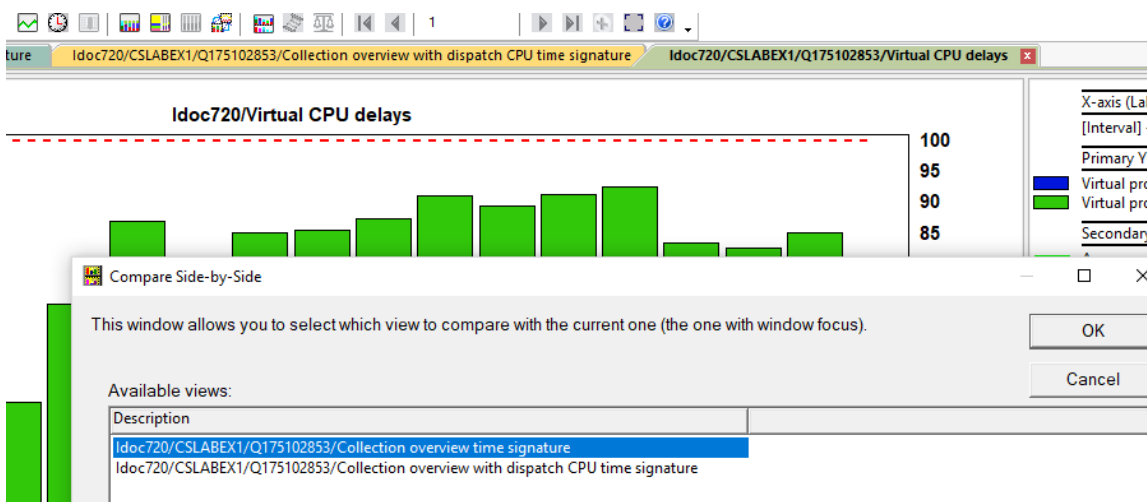 1
ture
Idoc720/CSLABEX1/Q175102853/Collection overview with dispatch CPU time signature
Idoc720/CSLABEX1/Q175102853/Virtual CPU delays
Idoc720/Virtual CPU delays
100
95
90
85
X-axis (La
[Interval]
Primary Y
Virtual pro
Virtual pro
Secondary
Compare Side-by-Side
This window allows you to select which view to compare with the current one (the one with window focus).
OK
Cancel
Available views:
Description
Idoc720/CSLABEX1/Q175102853/Collection overview time signature
Idoc720/CSLABEX1/Q175102853/Collection overview with dispatch CPU time signature